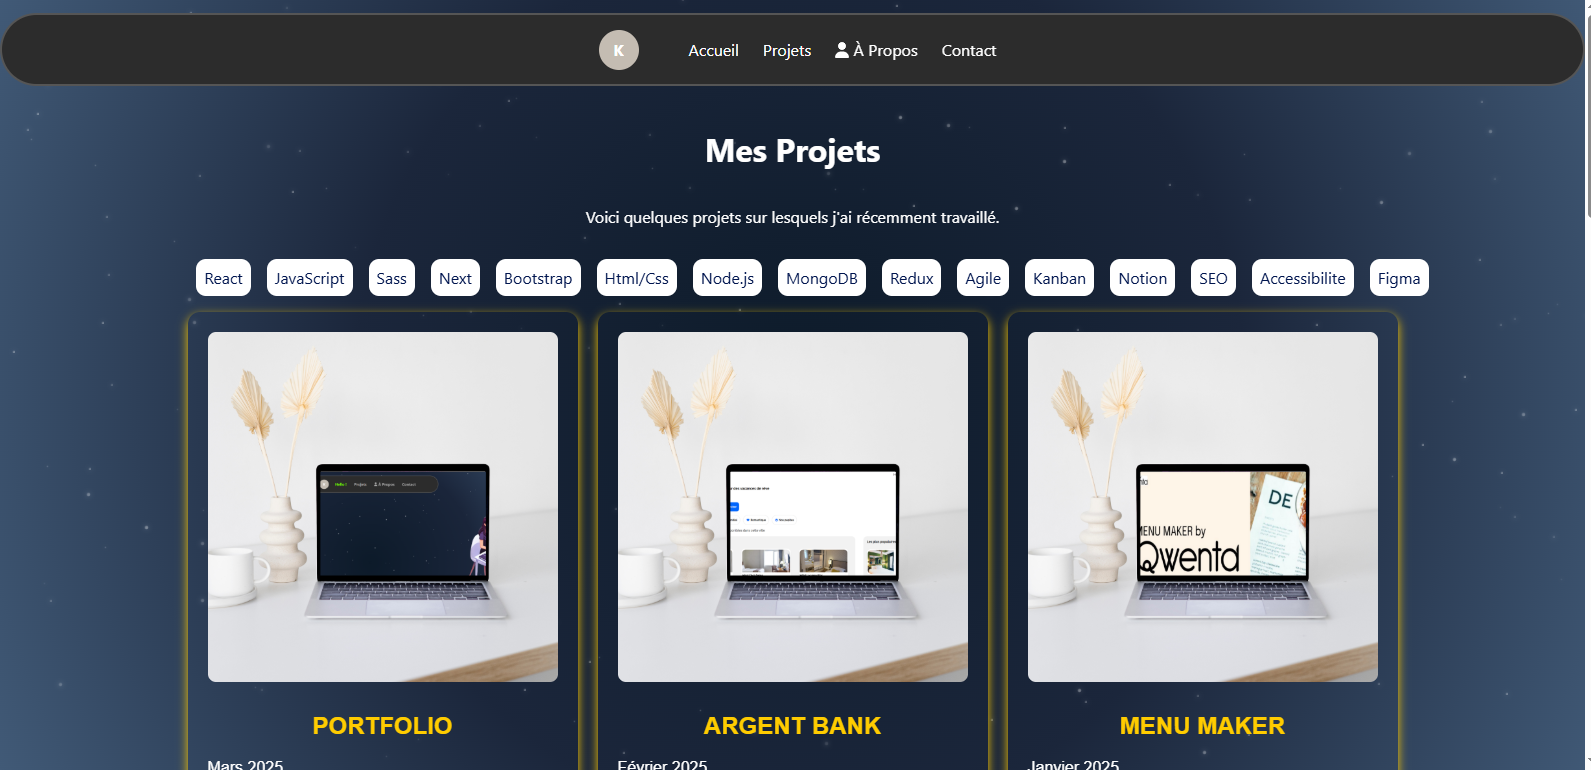 K Accueil Projets À Propos Contact
Mes Projets
Voici quelques projets sur lesquels j'ai récemment travaillé.
React JavaScript Sass Next Bootstrap Html/Css Node.js MongoDB Redux Agile Kanban Notion SEO Accessibilite Figma
Hello ! Projets À Propos Contact
DE
MENU MAKER by
Qwenta
PORTFOLIO ARGENT BANK MENU MAKER
Mars 2025 Février 2025 Janvier 2025